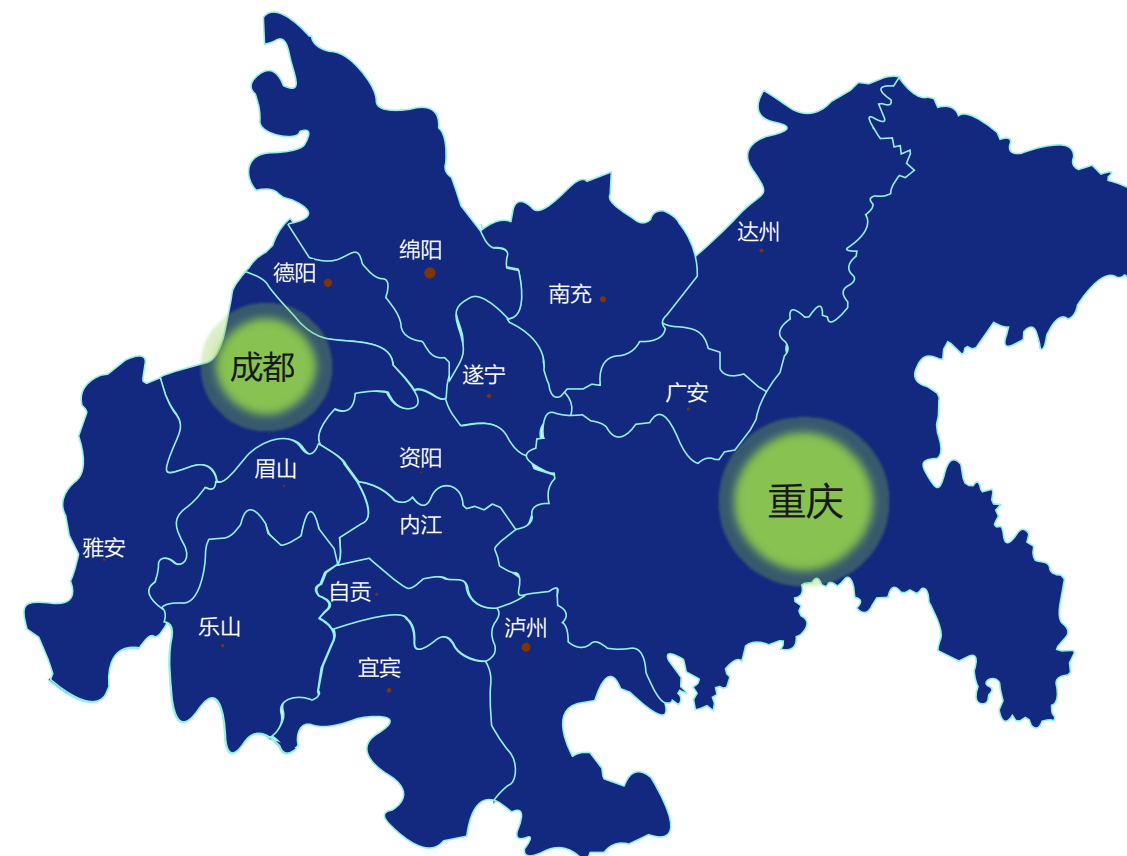 达州
绵阳
德阳
南充
成都
遂宁
广安
资阳
眉山
重庆
内江
雅安
自贡
乐山
泸州
宜宾